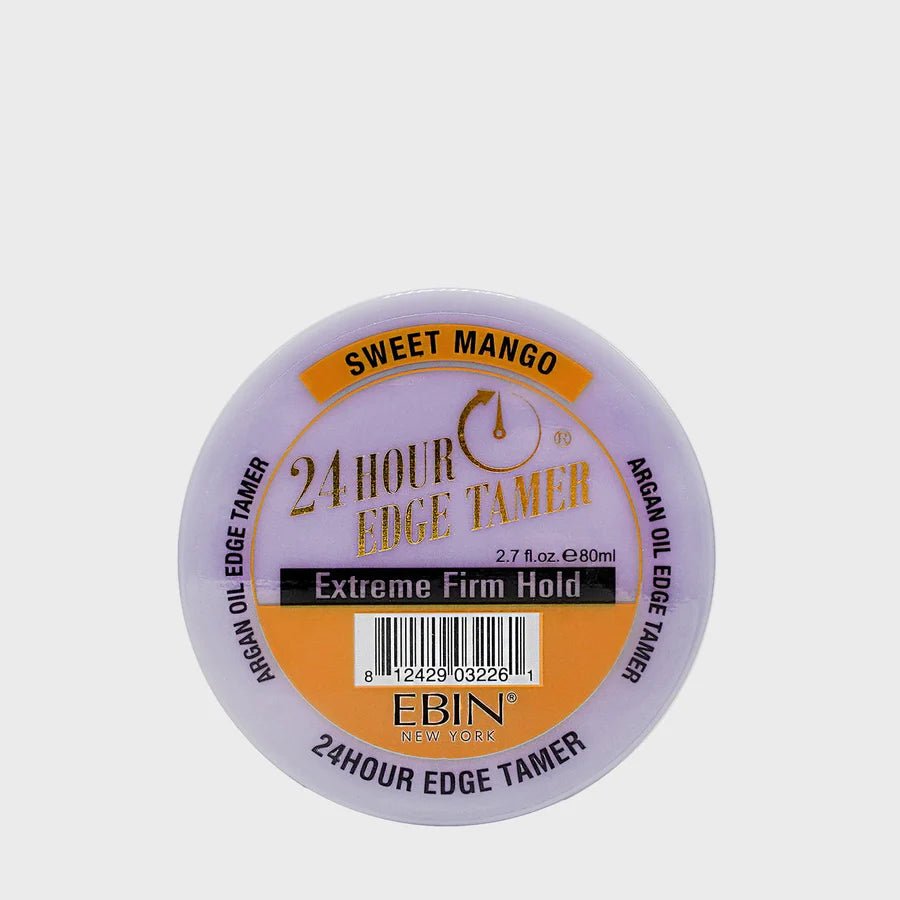 SWEET MANGO
24 HOUR
EDGE TAMER®
2.7 fl.oz. ℮80ml
Extreme Firm Hold
8 12429 03226 1
EBIN®
NEW YORK
ARGAN OIL EDGE TAMER
ARGAN OIL EDGE TAMER
24HOUR EDGE TAMER